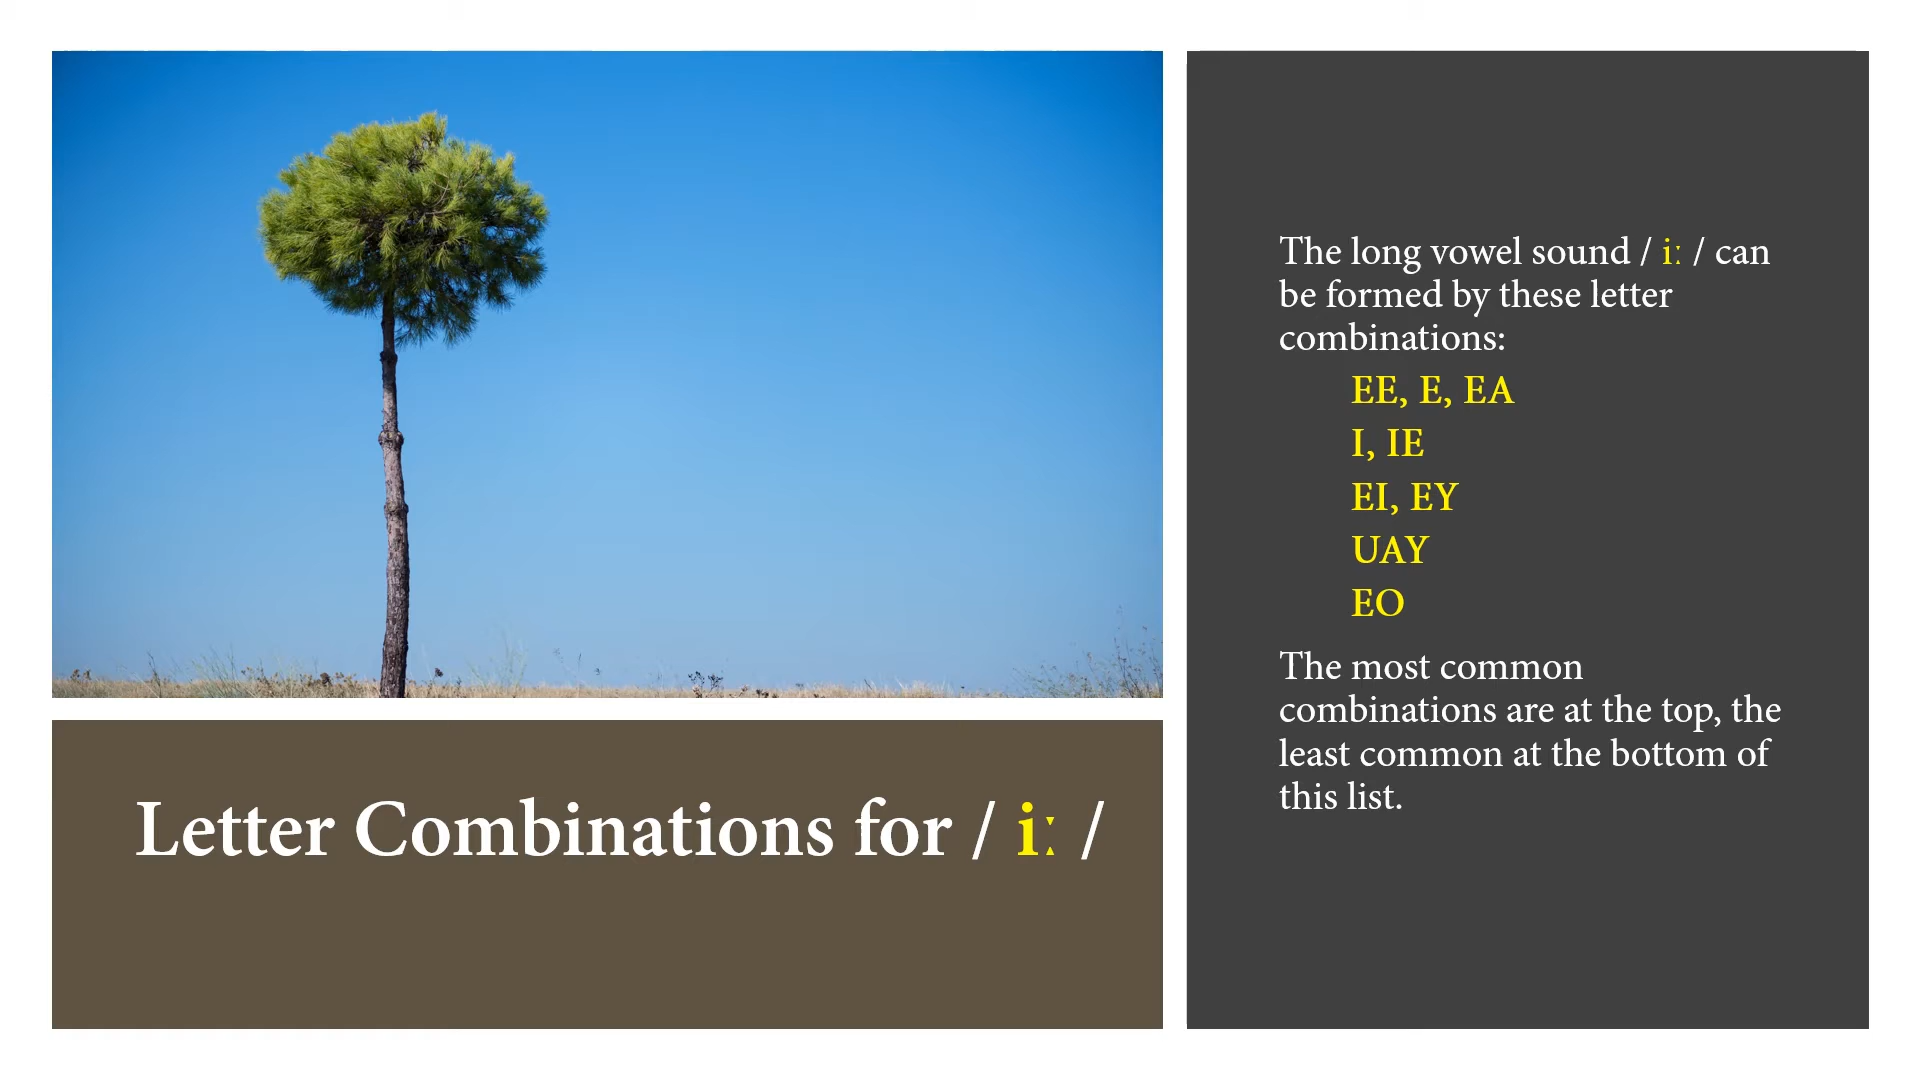 Letter Combinations for / iː /
The long vowel sound / iː / can
be formed by these letter
combinations:
EE, E, EA
I, IE
EI, EY
UAY
EO
The most common
combinations are at the top, the
least common at the bottom of
this list.